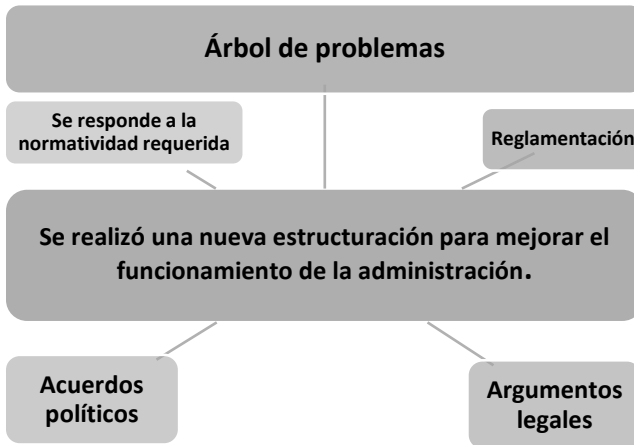 Árbol de problemas
Se responde a la
normatividad requerida
Reglamentación
Se realizó una nueva estructuración para mejorar el
funcionamiento de la administración.
Acuerdos
políticos
Argumentos
legales